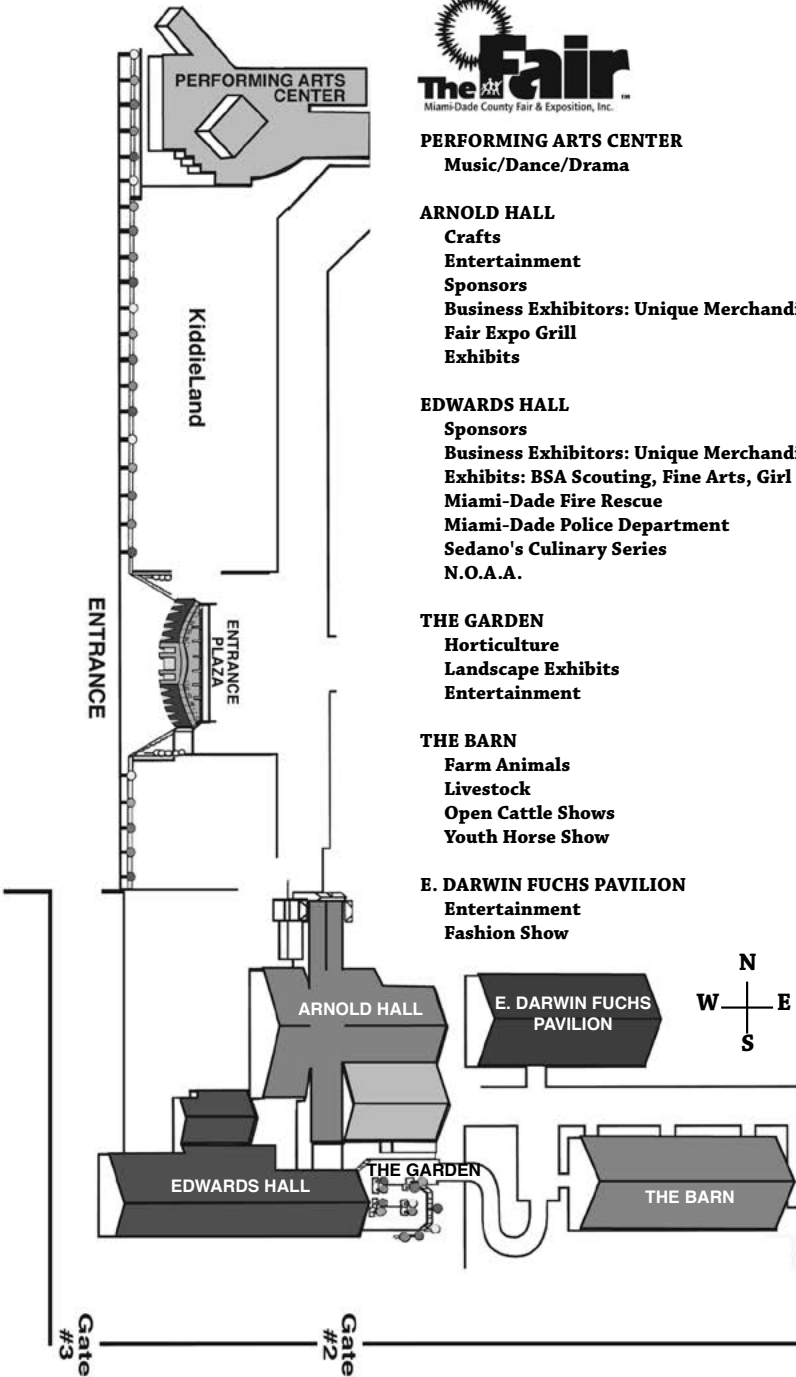 The Fair ™
Miami-Dade County Fair & Exposition, Inc.
PERFORMING ARTS CENTER
Music/Dance/Drama
ARNOLD HALL
Crafts
Entertainment
Sponsors
Business Exhibitors: Unique Merchandi
Fair Expo Grill
Exhibits
EDWARDS HALL
Sponsors
Business Exhibitors: Unique Merchandi
Exhibits: BSA Scouting, Fine Arts, Girl
Miami-Dade Fire Rescue
Miami-Dade Police Department
Sedano's Culinary Series
N.O.A.A.
THE GARDEN
Horticulture
Landscape Exhibits
Entertainment
THE BARN
Farm Animals
Livestock
Open Cattle Shows
Youth Horse Show
E. DARWIN FUCHS PAVILION
Entertainment
Fashion Show
PERFORMING ARTS
CENTER
KiddieLand
ENTRANCE
ENTRANCE
PLAZA
ARNOLD HALL
E. DARWIN FUCHS
PAVILION
N
W E
S
EDWARDS HALL
THE GARDEN
THE BARN
Gate
#3
Gate
#2